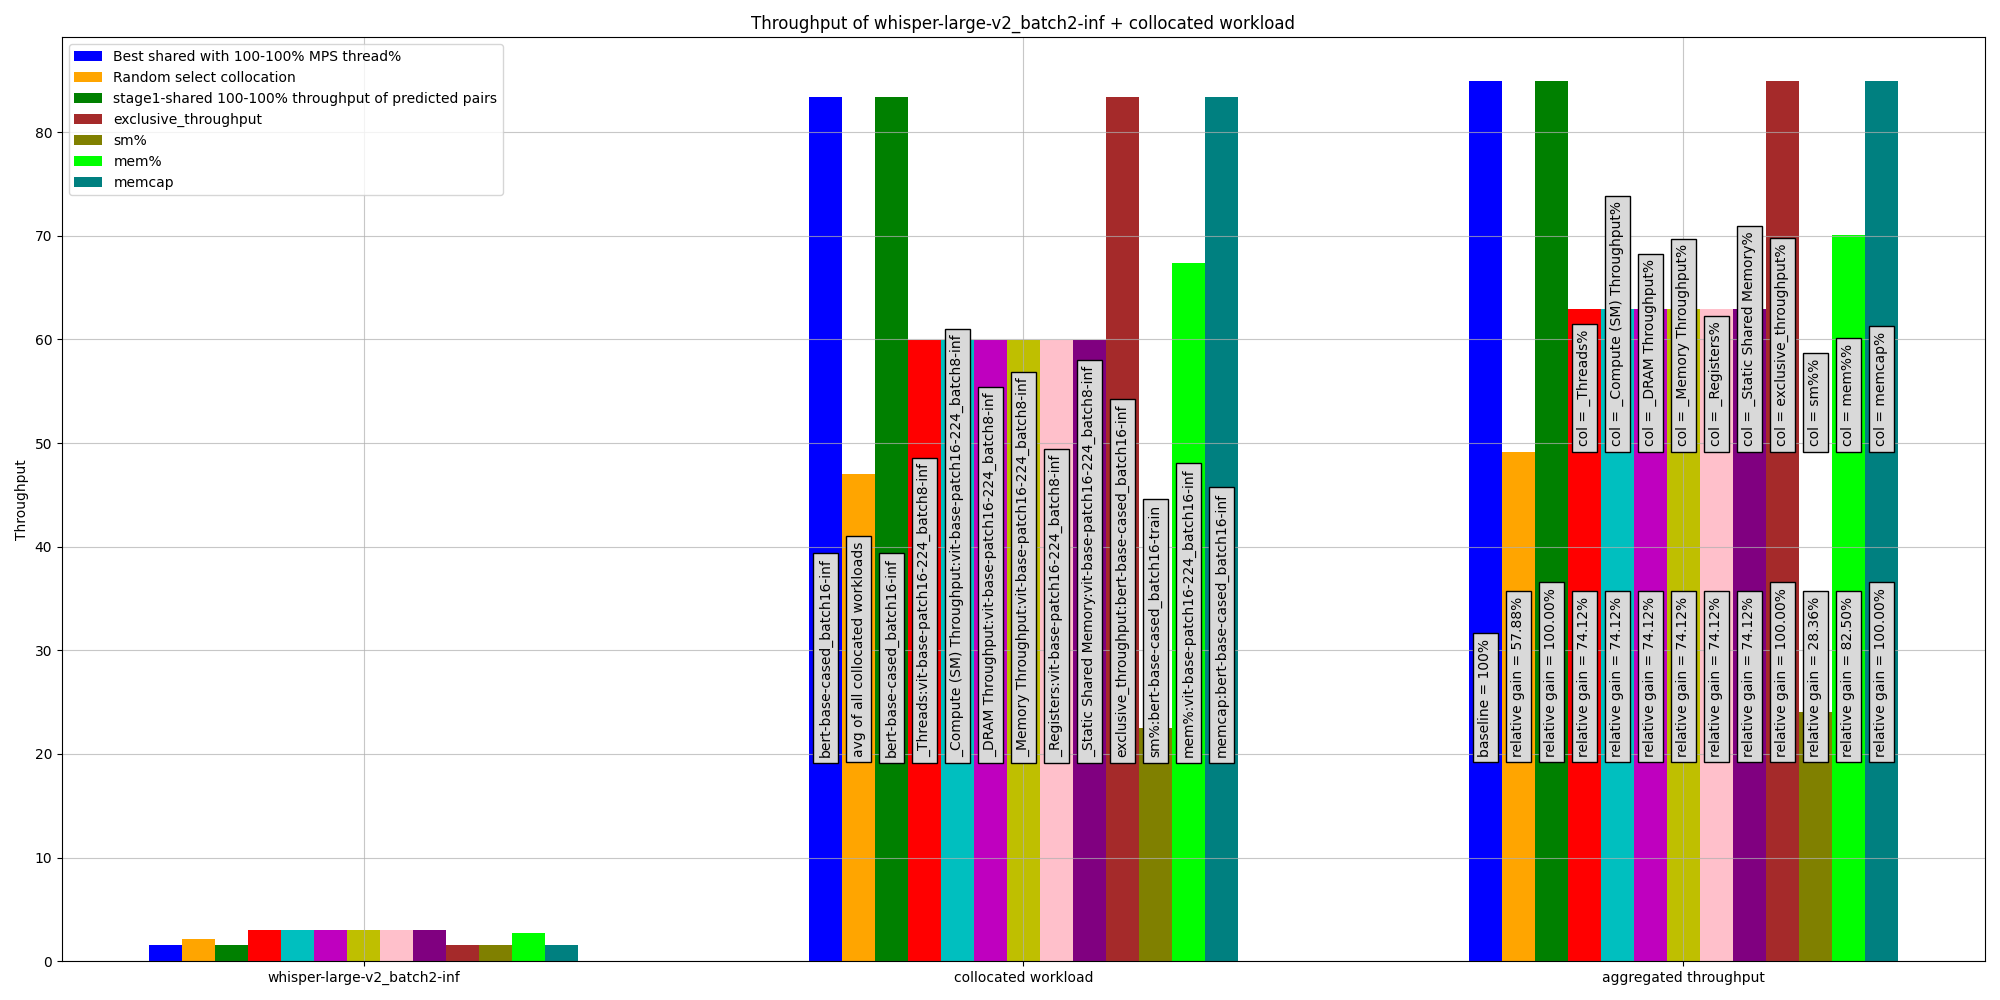 Throughput of whisper-large-v2_batch2-inf + collocated workload
Best shared with 100-100% MPS thread%
Random select collocation
stage1-shared 100-100% throughput of predicted pairs
exclusive_throughput
sm%
mem%
memcap
Throughput
80
70
60
50
40
30
20
10
0
bert-base-cased_batch16-inf
avg of all collocated workloads
bert-base-cased_batch16-inf
_Threads:vit-base-patch16-224_batch8-inf
_Compute (SM) Throughput:vit-base-patch16-224_batch8-inf
_DRAM Throughput:vit-base-patch16-224_batch8-inf
_Memory Throughput:vit-base-patch16-224_batch8-inf
_Registers:vit-base-patch16-224_batch8-inf
_Static Shared Memory:vit-base-patch16-224_batch8-inf
exclusive_throughput:bert-base-cased_batch16-inf
sm%:bert-base-cased_batch16-train
mem%:vit-base-patch16-224_batch16-inf
memcap:bert-base-cased_batch16-inf
col = _Threads%
col = _Compute (SM) Throughput%
col = _DRAM Throughput%
col = _Memory Throughput%
col = _Registers%
col = _Static Shared Memory%
col = exclusive_throughput%
col = sm%%
col = mem%%
col = memcap%
baseline = 100%
relative gain = 57.88%
relative gain = 100.00%
relative gain = 74.12%
relative gain = 74.12%
relative gain = 74.12%
relative gain = 74.12%
relative gain = 74.12%
relative gain = 74.12%
relative gain = 100.00%
relative gain = 28.36%
relative gain = 82.50%
relative gain = 100.00%
whisper-large-v2_batch2-inf
collocated workload
aggregated throughput